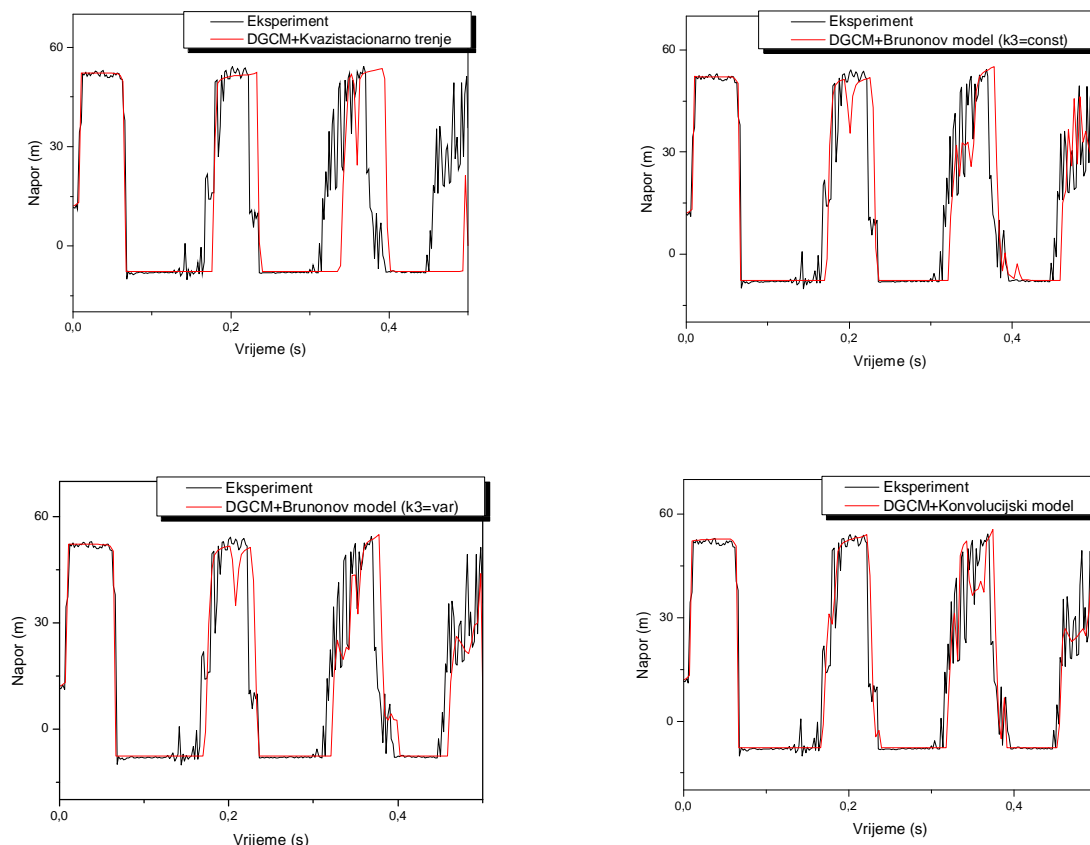 Eksperiment
DGCM+Kvazistacionarno trenje
60
30
0
Napor (m)
0,0
0,2
0,4
Vrijeme (s)
Eksperiment
DGCM+Brunonov model (k3=const)
60
30
0
Napor (m)
0,0
0,2
0,4
Vrijeme (s)
Eksperiment
DGCM+Brunonov model (k3=var)
60
30
0
Napor (m)
0,0
0,2
0,4
Vrijeme (s)
Eksperiment
DGCM+Konvolucijski model
60
30
0
Napor (m)
0,0
0,2
0,4
Vrijeme (s)